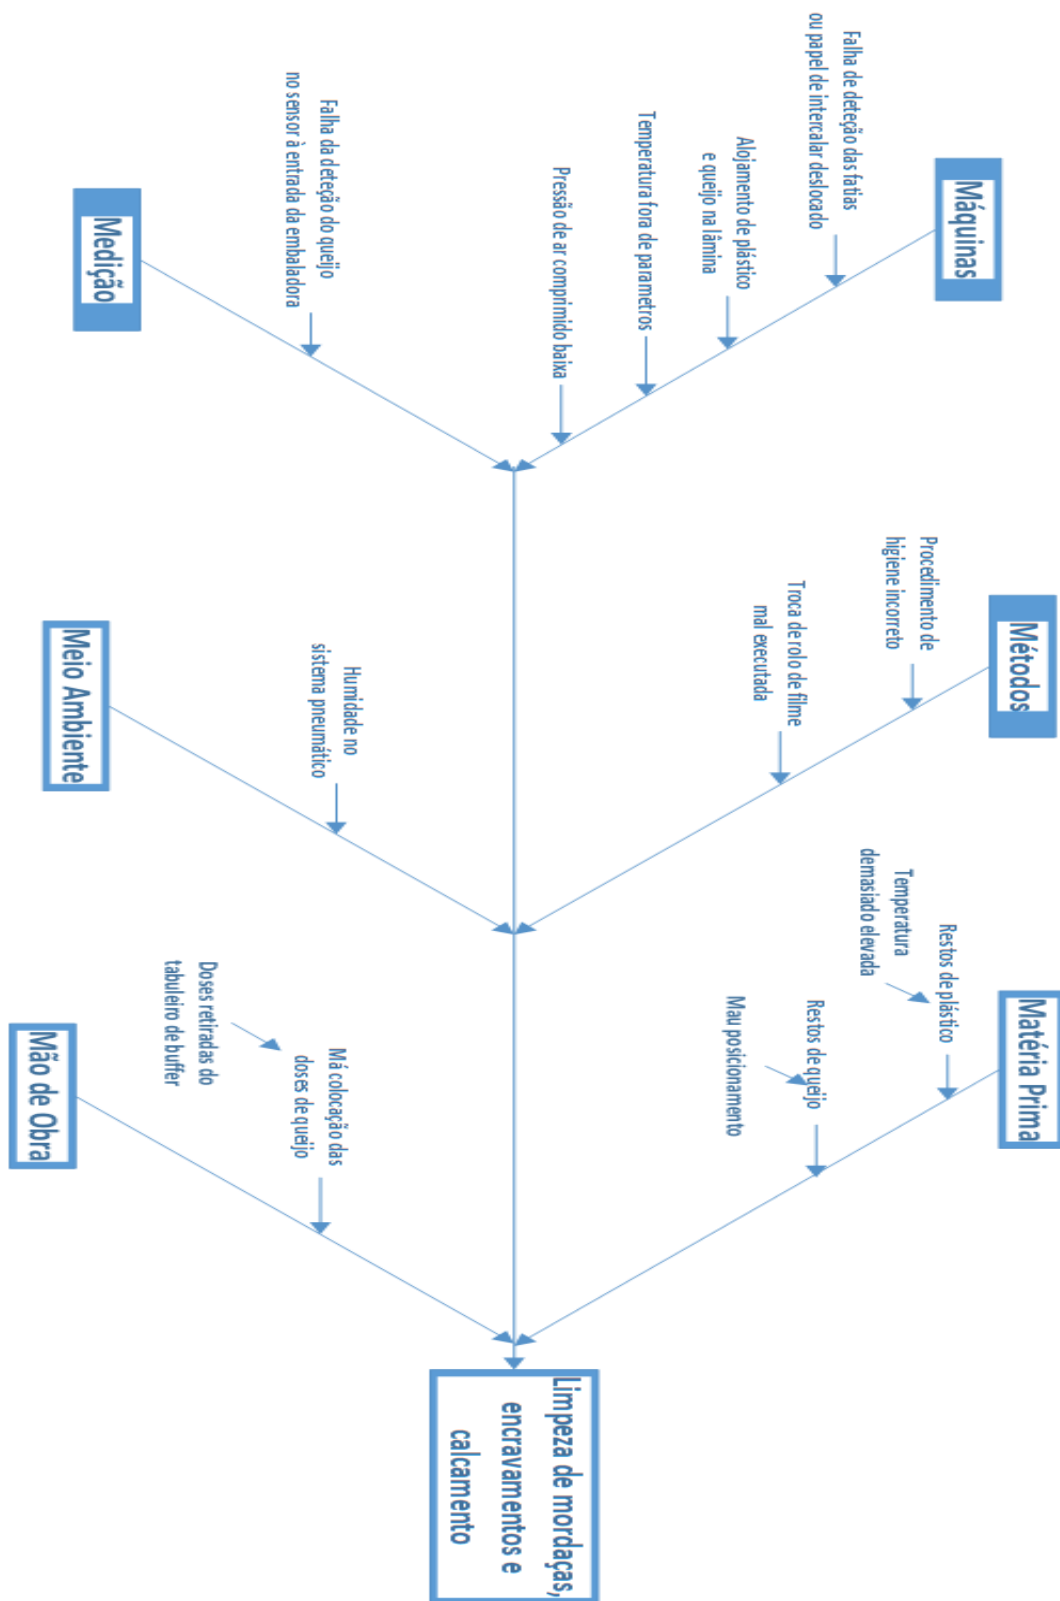 Máquinas
Falha de deteção das fatias
ou papel de intercalar deslocado
Alojamento de plástico
e queijo na lâmina
Temperatura fora de parametros
Pressão de ar comprimido baixa
Métodos
Procedimento de
higiene incorreto
Troca de rolo de filme
mal executada
Matéria Prima
Restos de plástico
Temperatura
demasiado elevada
Restos de queijo
Mau posicionamento
Medição
Falha da deteção do queijo
no sensor à entrada da embaladora
Meio Ambiente
Humidade no
sistema pneumático
Mão de Obra
Má colocação das
doses de queijo
Doses retiradas do
tabuleiro de buffer
Limpeza de mordaças,
encravamentos e
calcamento